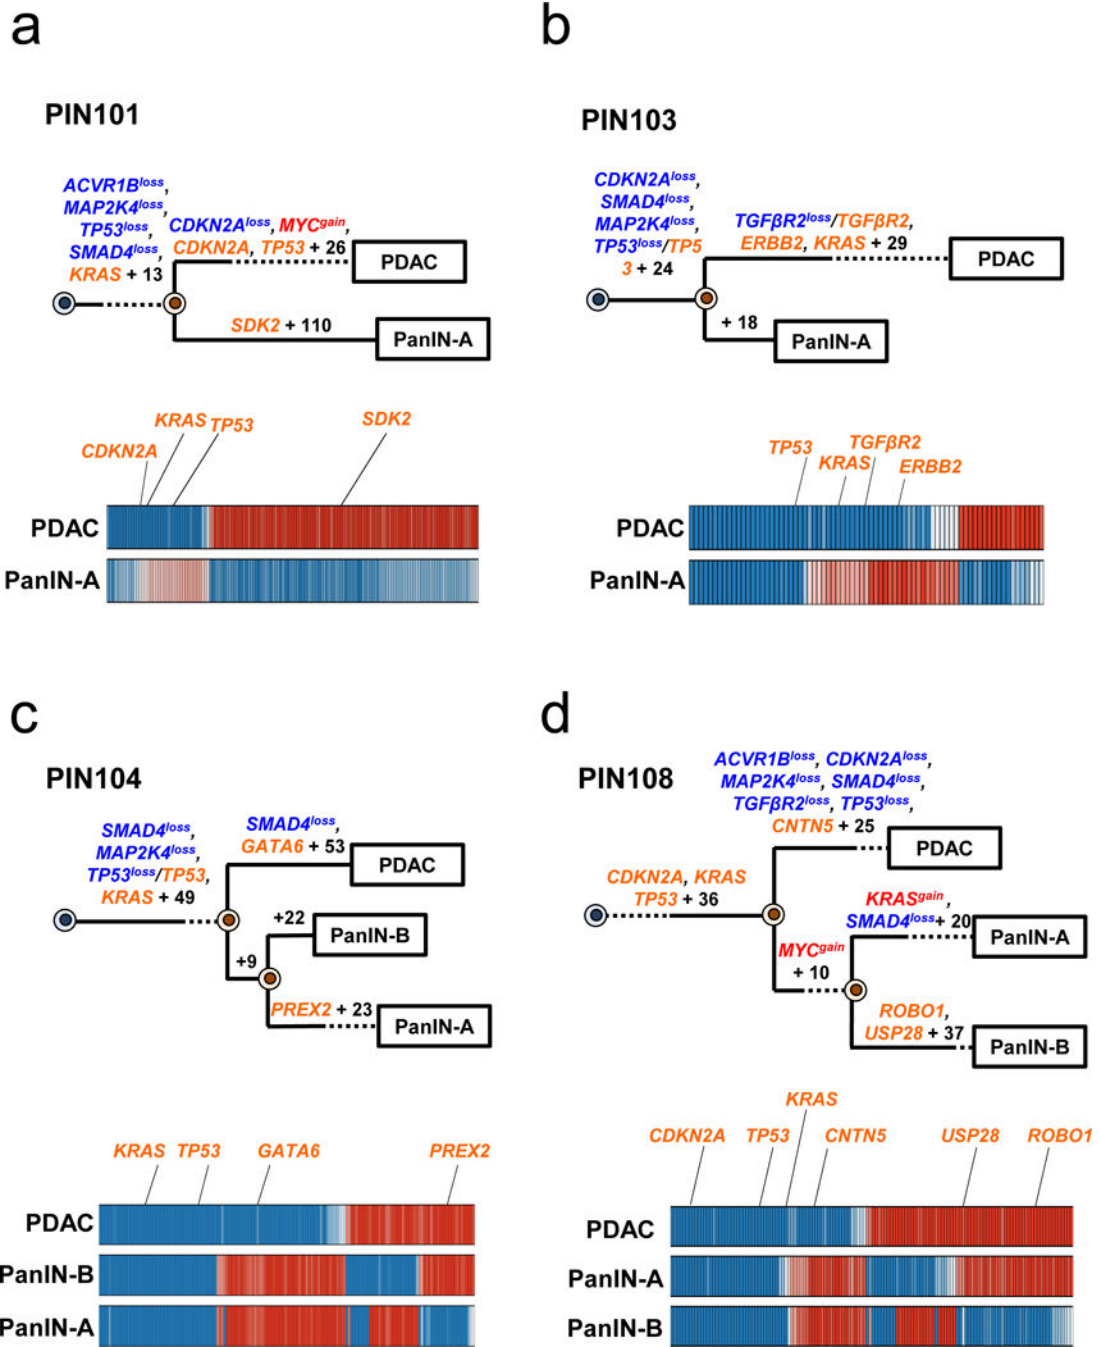 a
PIN101
ACVR1Bloss,
MAP2K4loss,
TP53loss,
SMAD4loss,
KRAS + 13
CDKN2Aloss, MYCgain,
CDKN2A, TP53 + 26
PDAC
SDK2 + 110
PanIN-A
CDKN2A
KRAS
TP53
SDK2
PDAC
PanIN-A
b
PIN103
CDKN2Aloss,
SMAD4loss,
MAP2K4loss,
TP53loss/TP5
3 + 24
TGFβR2loss/TGFβR2,
ERBB2, KRAS + 29
PDAC
+ 18
PanIN-A
TP53
KRAS
TGFβR2
ERBB2
PDAC
PanIN-A
c
PIN104
SMAD4loss,
MAP2K4loss,
TP53loss/TP53,
KRAS + 49
SMAD4loss,
GATA6 + 53
PDAC
+22
PanIN-B
+9
PREX2 + 23
PanIN-A
KRAS
TP53
GATA6
PREX2
PDAC
PanIN-B
PanIN-A
d
PIN108
ACVR1Bloss, CDKN2Aloss,
MAP2K4loss, SMAD4loss,
TGFβR2loss, TP53loss,
CNTN5 + 25
PDAC
CDKN2A, KRAS
TP53 + 36
KRASgain,
SMAD4loss+ 20
PanIN-A
MYCgain
+ 10
ROBO1,
USP28 + 37
PanIN-B
KRAS
CDKN2A
TP53
CNTN5
USP28
ROBO1
PDAC
PanIN-A
PanIN-B